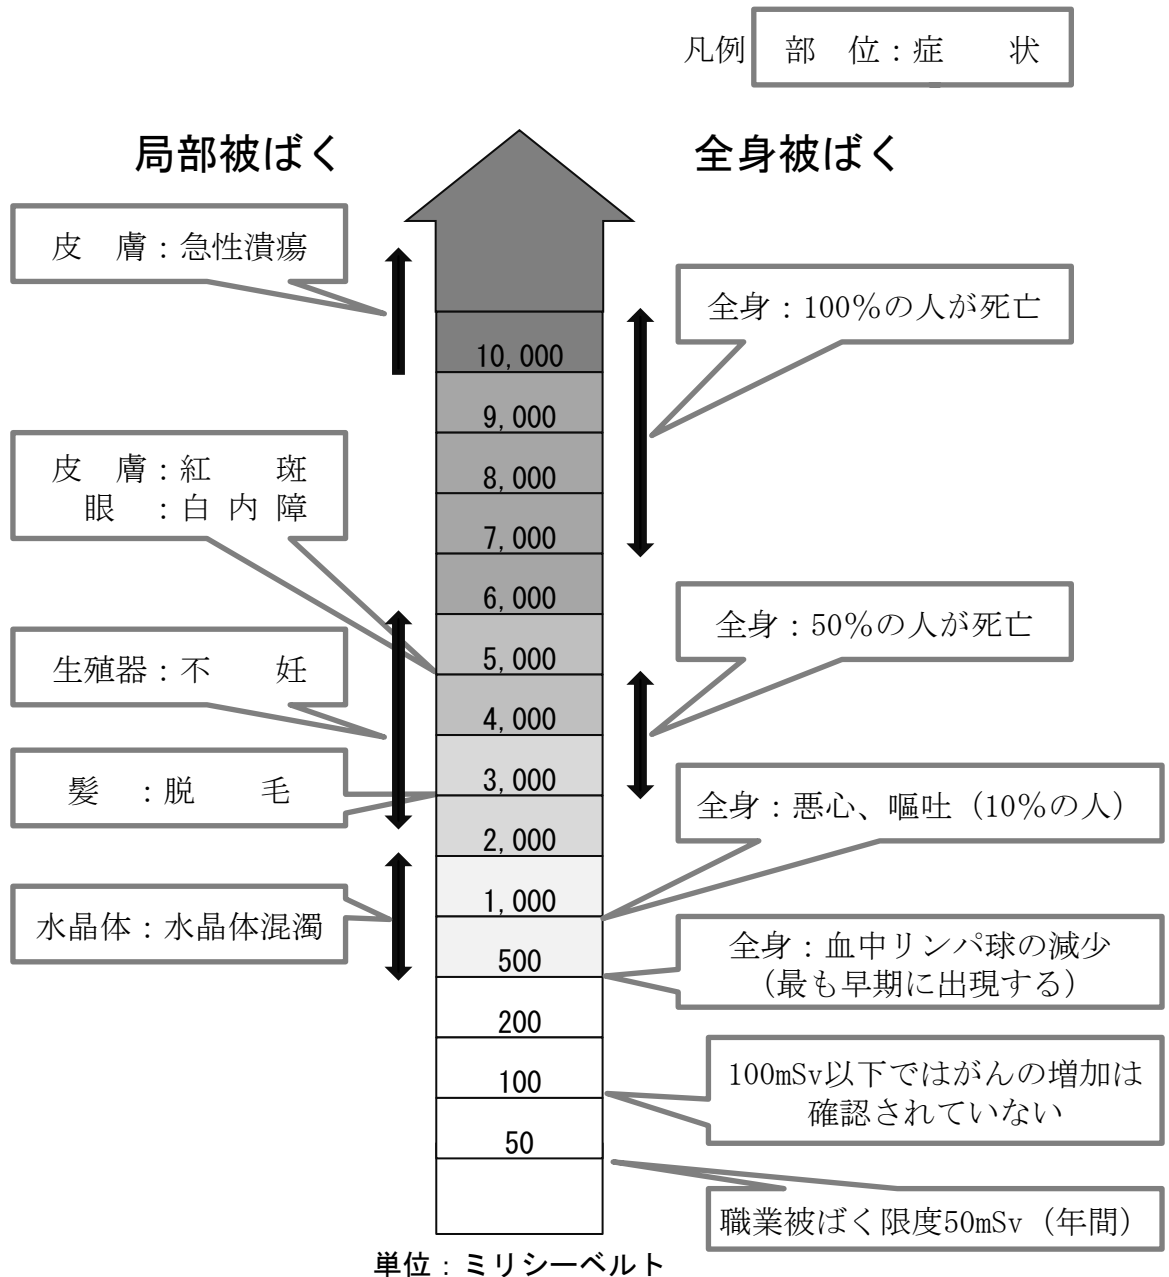 凡例
部 位：症 状
局部被ばく
全身被ばく
皮 膚：急性潰瘍
全身：100％の人が死亡
10,000
9,000
皮 膚：紅 斑
眼 ：白 内 障
8,000
7,000
6,000
全身：50％の人が死亡
生殖器：不 妊
5,000
4,000
髪 ：脱 毛
3,000
全身：悪心、嘔吐（10％の人）
2,000
1,000
水晶体：水晶体混濁
全身：血中リンパ球の減少
（最も早期に出現する）
500
200
100mSv以下ではがんの増加は
確認されていない
100
50
職業被ばく限度50mSv（年間）
単位：ミリシーベルト